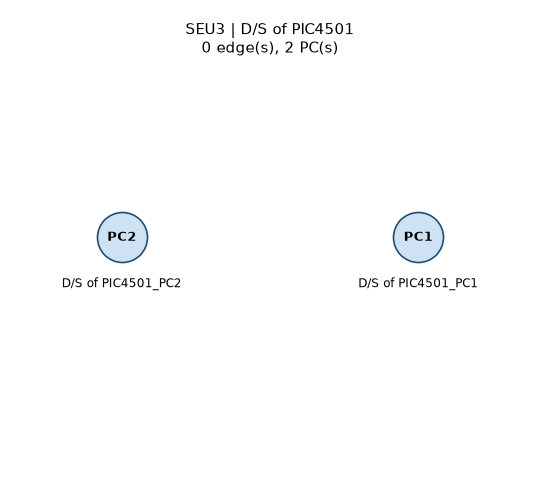 SEU3 | D/S of PIC4501
0 edge(s), 2 PC(s)
PC2
PC1
D/S of PIC4501_PC2
D/S of PIC4501_PC1